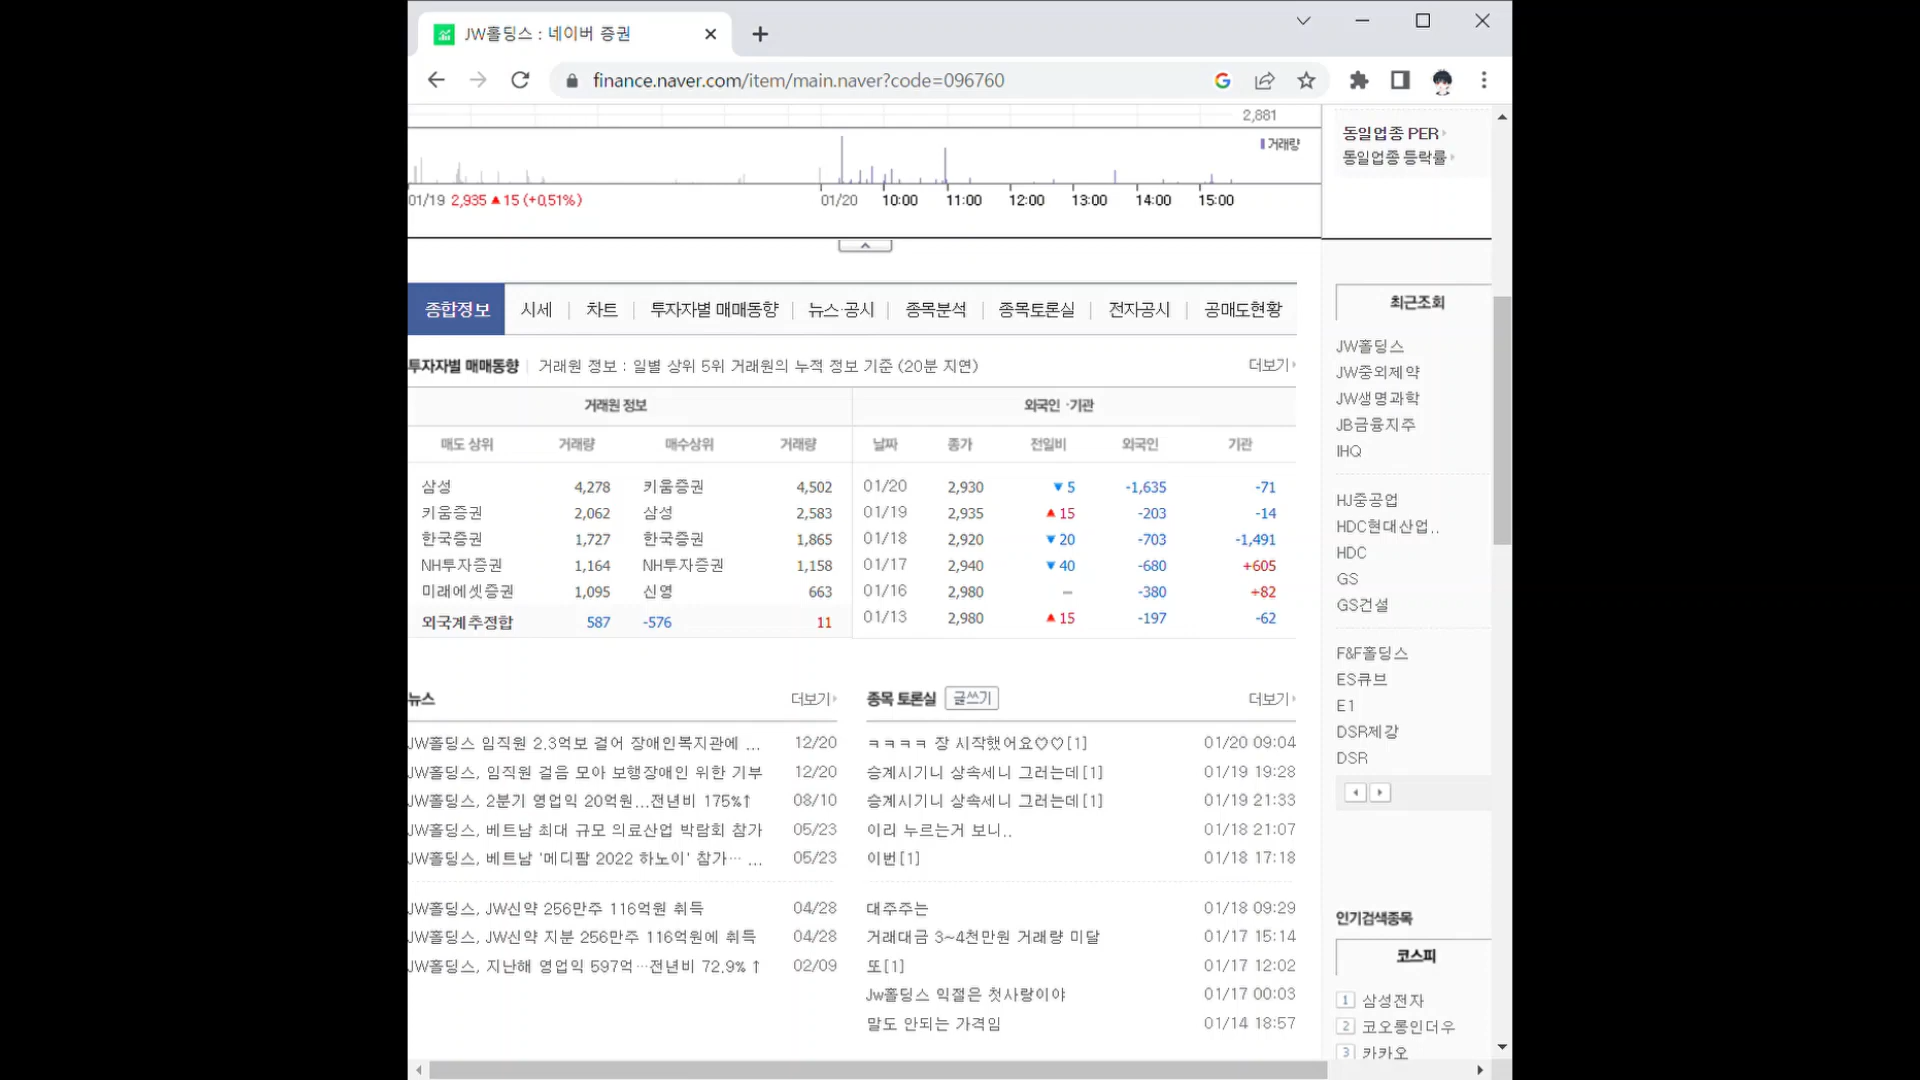 JW홀딩스 : 네이버 증권
finance.naver.com/item/main.naver?code=096760
2,881
거래량
01/19 2,935 ▲ 15 (+0,51%)
01/20 10:00 11:00 12:00 13:00 14:00 15:00
동일업종 PER
동일업종 등락률
종합정보 시세 차트 투자자별 매매동향 뉴스·공시 종목분석 종목토론실 전자공시 공매도현황
투자자별 매매동향 거래원 정보 : 일별 상위 5위 거래원의 누적 정보 기준 (20분 지연) 더보기
거래원 정보 외국인·기관
매도 상위 거래량 매수상위 거래량 날짜 종가 전일비 외국인 기관
삼성 4,278 키움증권 4,502 01/20 2,930 ▼ 5 -1,635 -71
키움증권 2,062 삼성 2,583 01/19 2,935 ▲ 15 -203 -14
한국증권 1,727 한국증권 1,865 01/18 2,920 ▼ 20 -703 -1,491
NH투자증권 1,164 NH투자증권 1,158 01/17 2,940 ▼ 40 -680 +605
미래에셋증권 1,095 신영 663 01/16 2,980 – -380 +82
외국계추정합 587 -576 11 01/13 2,980 ▲ 15 -197 -62
뉴스 더보기
JW홀딩스 임직원 2.3억보 걸어 장애인복지관에 ... 12/20
JW홀딩스, 임직원 걸음 모아 보행장애인 위한 기부 12/20
JW홀딩스, 2분기 영업익 20억원...전년비 175%↑ 08/10
JW홀딩스, 베트남 최대 규모 의료산업 박람회 참가 05/23
JW홀딩스, 베트남 '메디팜 2022 하노이' 참가… ... 05/23
JW홀딩스, JW신약 256만주 116억원 취득 04/28
JW홀딩스, JW신약 지분 256만주 116억원에 취득 04/28
JW홀딩스, 지난해 영업익 597억…전년비 72.9% ↑ 02/09
종목 토론실 글쓰기 더보기
ㅋㅋㅋㅋ 장 시작했어요♡♡[1] 01/20 09:04
승계시기니 상속세니 그러는데[1] 01/19 19:28
승계시기니 상속세니 그러는데[1] 01/19 21:33
이리 누르는거 보니.. 01/18 21:07
이번[1] 01/18 17:18
대주주는 01/18 09:29
거래대금 3~4천만원 거래량 미달 01/17 15:14
또[1] 01/17 12:02
Jw홀딩스 익절은 첫사랑이야 01/17 00:03
말도 안되는 가격임 01/14 18:57
최근조회
JW홀딩스
JW중외제약
JW생명과학
JB금융지주
IHQ
HJ중공업
HDC현대산업..
HDC
GS
GS건설
F&F홀딩스
ES큐브
E1
DSR제강
DSR
인기검색종목
코스피
1 삼성전자
2 코오롱인더우
3 카카오